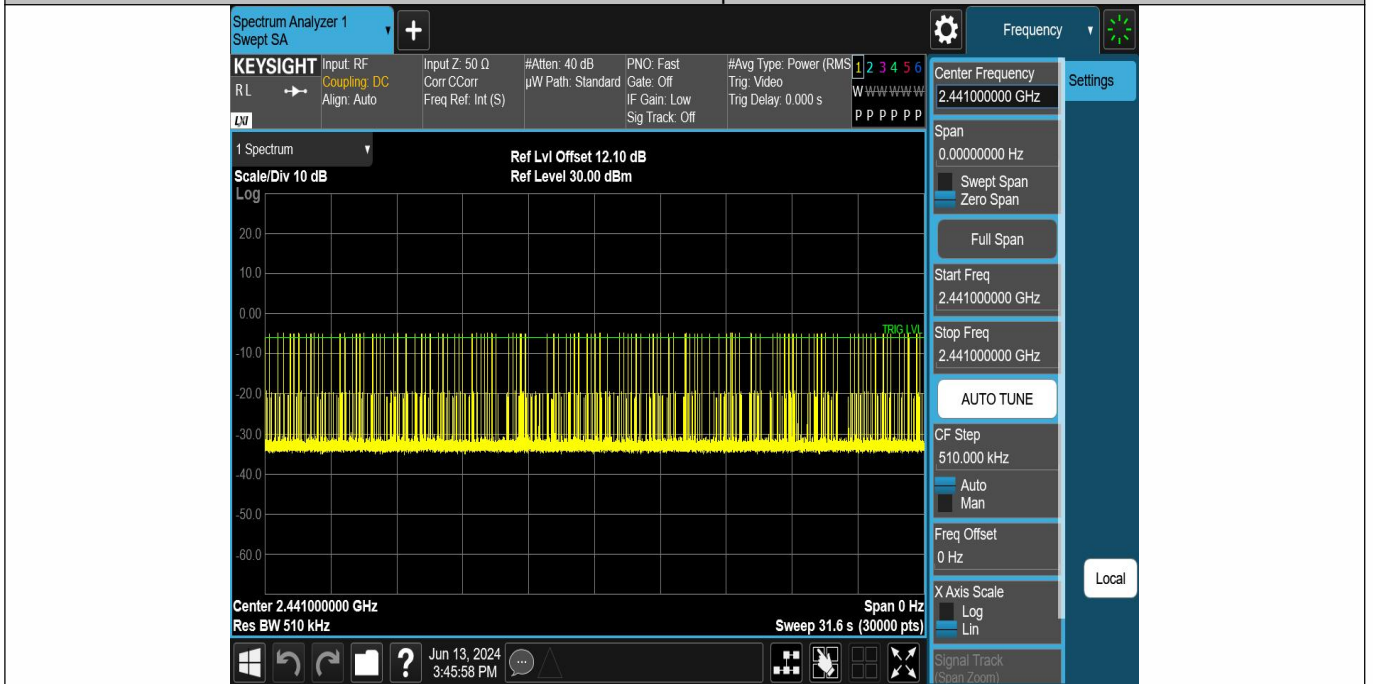 Spectrum Analyzer 1
Swept SA
+
Frequency
KEYSIGHT
RL
LXI
Input: RF
Coupling: DC
Align: Auto
Input Z: 50 Ω
Corr CCorr
Freq Ref: Int (S)
#Atten: 40 dB
µW Path: Standard
PNO: Fast
Gate: Off
IF Gain: Low
Sig Track: Off
#Avg Type: Power (RMS
Trig: Video
Trig Delay: 0.000 s
1 2 3 4 5 6
W W W W W W
P P P P P P
1 Spectrum
Scale/Div 10 dB
Ref Lvl Offset 12.10 dB
Ref Level 30.00 dBm
Log
20.0
10.0
0.00
-10.0
-20.0
-30.0
-40.0
-50.0
-60.0
TRIG LVL
Center 2.441000000 GHz
Res BW 510 kHz
Span 0 Hz
Sweep 31.6 s (30000 pts)
Center Frequency
2.441000000 GHz
Settings
Span
0.00000000 Hz
Swept Span
Zero Span
Full Span
Start Freq
2.441000000 GHz
Stop Freq
2.441000000 GHz
AUTO TUNE
CF Step
510.000 kHz
Auto
Man
Freq Offset
0 Hz
X Axis Scale
Log
Lin
Signal Track
(Span Zoom)
Local
?
Jun 13, 2024
3:45:58 PM